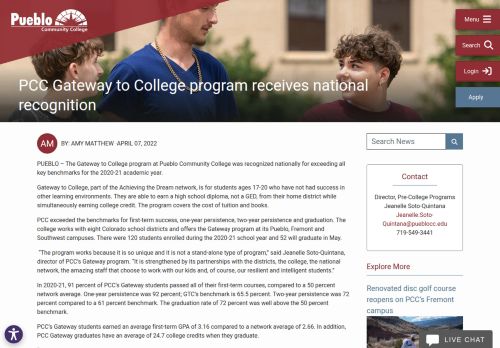 Pueblo
Community College
Menu
Search
Login
Apply
PCC Gateway to College program receives national
recognition
AM
BY: AMY MATTHEW APRIL 07, 2022
PUEBLO – The Gateway to College program at Pueblo Community College was recognized nationally for exceeding all
key benchmarks for the 2020-21 academic year.
Gateway to College, part of the Achieving the Dream network, is for students ages 17-20 who have not had success in
other learning environments. They are able to earn a high school diploma, not a GED, from their home district while
simultaneously earning college credit. The program covers the cost of tuition and books.
PCC exceeded the benchmarks for first-term success, one-year persistence, two-year persistence and graduation. The
college works with eight Colorado school districts and offers the Gateway program at its Pueblo, Fremont and
Southwest campuses. There were 120 students enrolled during the 2020-21 school year and 52 will graduate in May.
"The program works because it is so unique and it is not a stand-alone type of program," said Jeanelle Soto-Quintana,
director of PCC's Gateway program. "It is strengthened by its partnerships with the districts, the college, the national
network, the amazing staff that choose to work with our kids and, of course, our resilient and intelligent students."
In 2020-21, 91 percent of PCC's Gateway students passed all of their first-term courses, compared to a 50 percent
network average. One-year persistence was 92 percent; GTC's benchmark is 65.5 percent. Two-year persistence was 72
percent compared to a 61 percent benchmark. The graduation rate of 72 percent was well above the 50 percent
benchmark.
PCC's Gateway students earned an average first-term GPA of 3.16 compared to a network average of 2.66. In addition, PCC
Gateway graduates have an average of 24.7 college credits when they graduate.
Search News
Contact
Director, Pre-College Programs
Jeanelle Soto-Quintana
Jeanelle.Soto-
Quintana@pueblocc.edu
719-549-3441
Explore More
Renovated disc golf course
reopens on PCC's Fremont
campus
LIVE CHAT